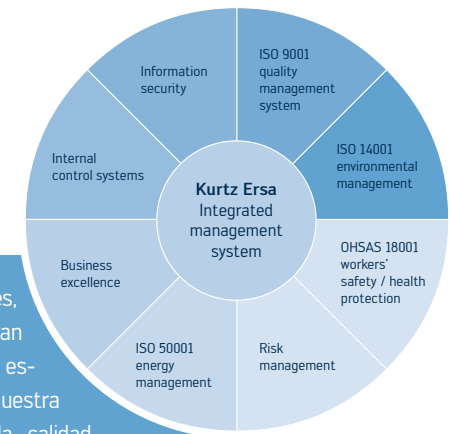 Information
security
ISO 9001
quality
management
system
ISO 14001
environmental
management
OHSAS 18001
workers'
safety / health
protection
Risk
management
ISO 50001
energy
management
Business
excellence
Internal
control systems
Kurtz Ersa
Integrated
management
system
es,
an
es-
uestra
calidad